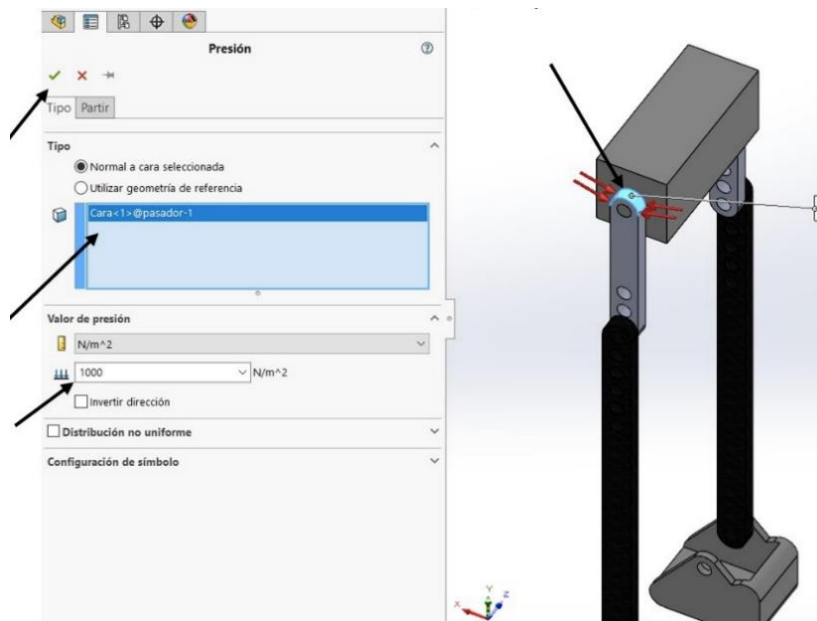 Presión
Tipo Partir
Tipo
Normal a cara seleccionada
Utilizar geometría de referencia
Cara<1>@pasador-1
Valor de presión
N/m^2
1000 N/m^2
Invertir dirección
Distribución no uniforme
Configuración de símbolo
Y
X Z